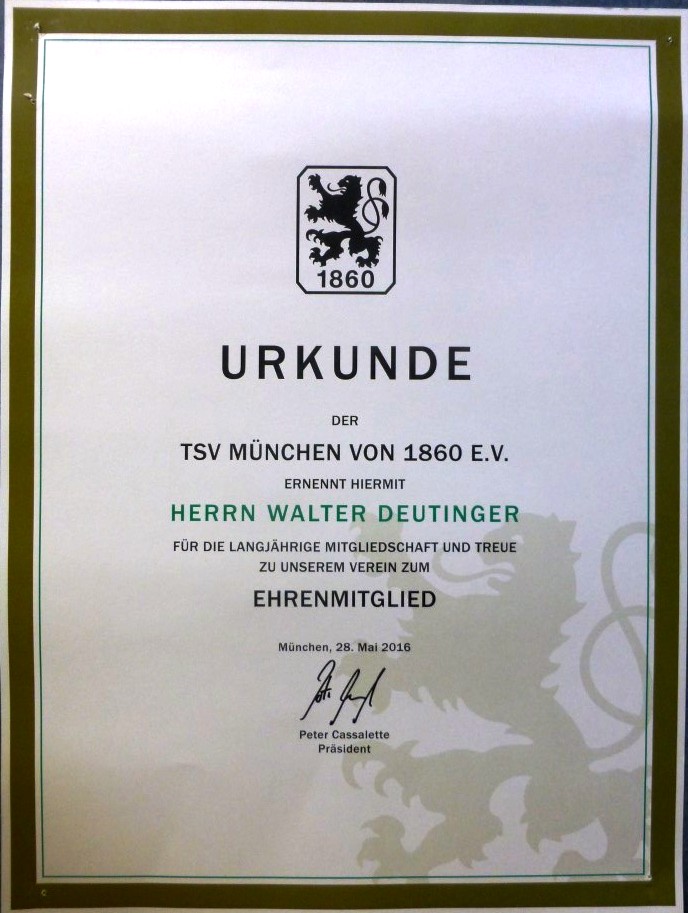 1860
URKUNDE
DER
TSV MÜNCHEN VON 1860 E.V.
ERNENNT HIERMIT
HERRN WALTER DEUTINGER
FÜR DIE LANGJÄHRIGE MITGLIEDSCHAFT UND TREUE
ZU UNSEREM VEREIN ZUM
EHRENMITGLIED
München, 28. Mai 2016
Peter Cassalette
Präsident